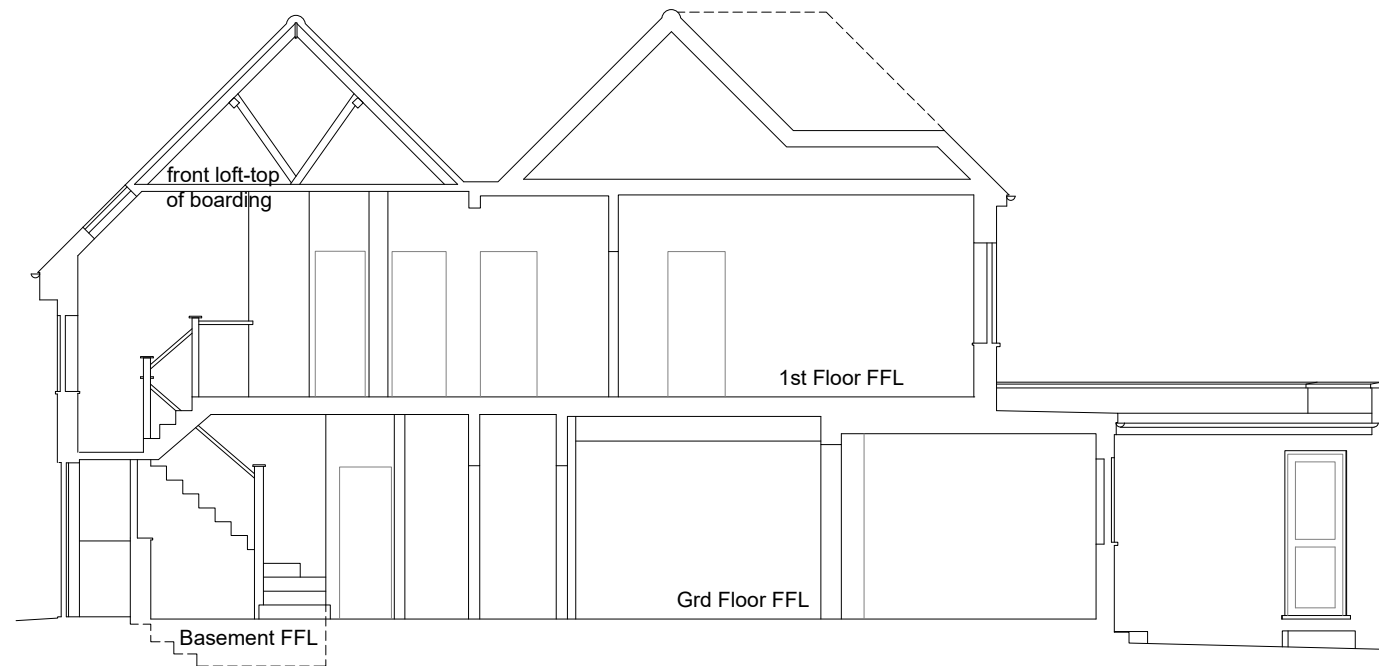 front loft-top
of boarding
1st Floor FFL
Grd Floor FFL
Basement FFL